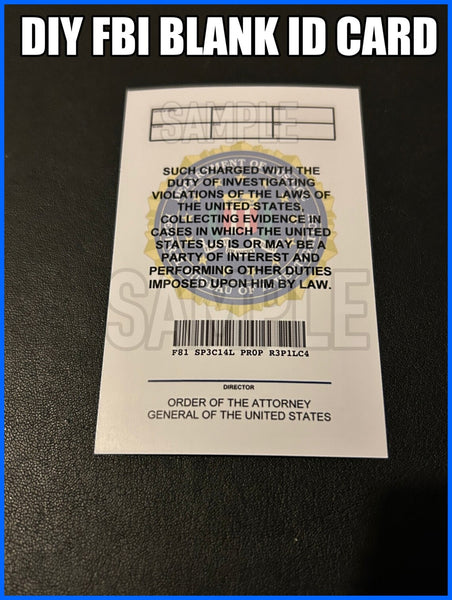 DIY FBI BLANK ID CARD
SAMPLE
SUCH CHARGED WITH THE
DUTY OF INVESTIGATING
VIOLATIONS OF THE LAWS OF
THE UNITED STATES,
COLLECTING EVIDENCE IN
CASES IN WHICH THE UNITED
STATES US IS OR MAY BE A
PARTY OF INTEREST AND
PERFORMING OTHER DUTIES
IMPOSED UPON HIM BY LAW.
SAMPLE
F81 SP3C14L PR0P R3P1LC4
DIRECTOR
ORDER OF THE ATTORNEY
GENERAL OF THE UNITED STATES